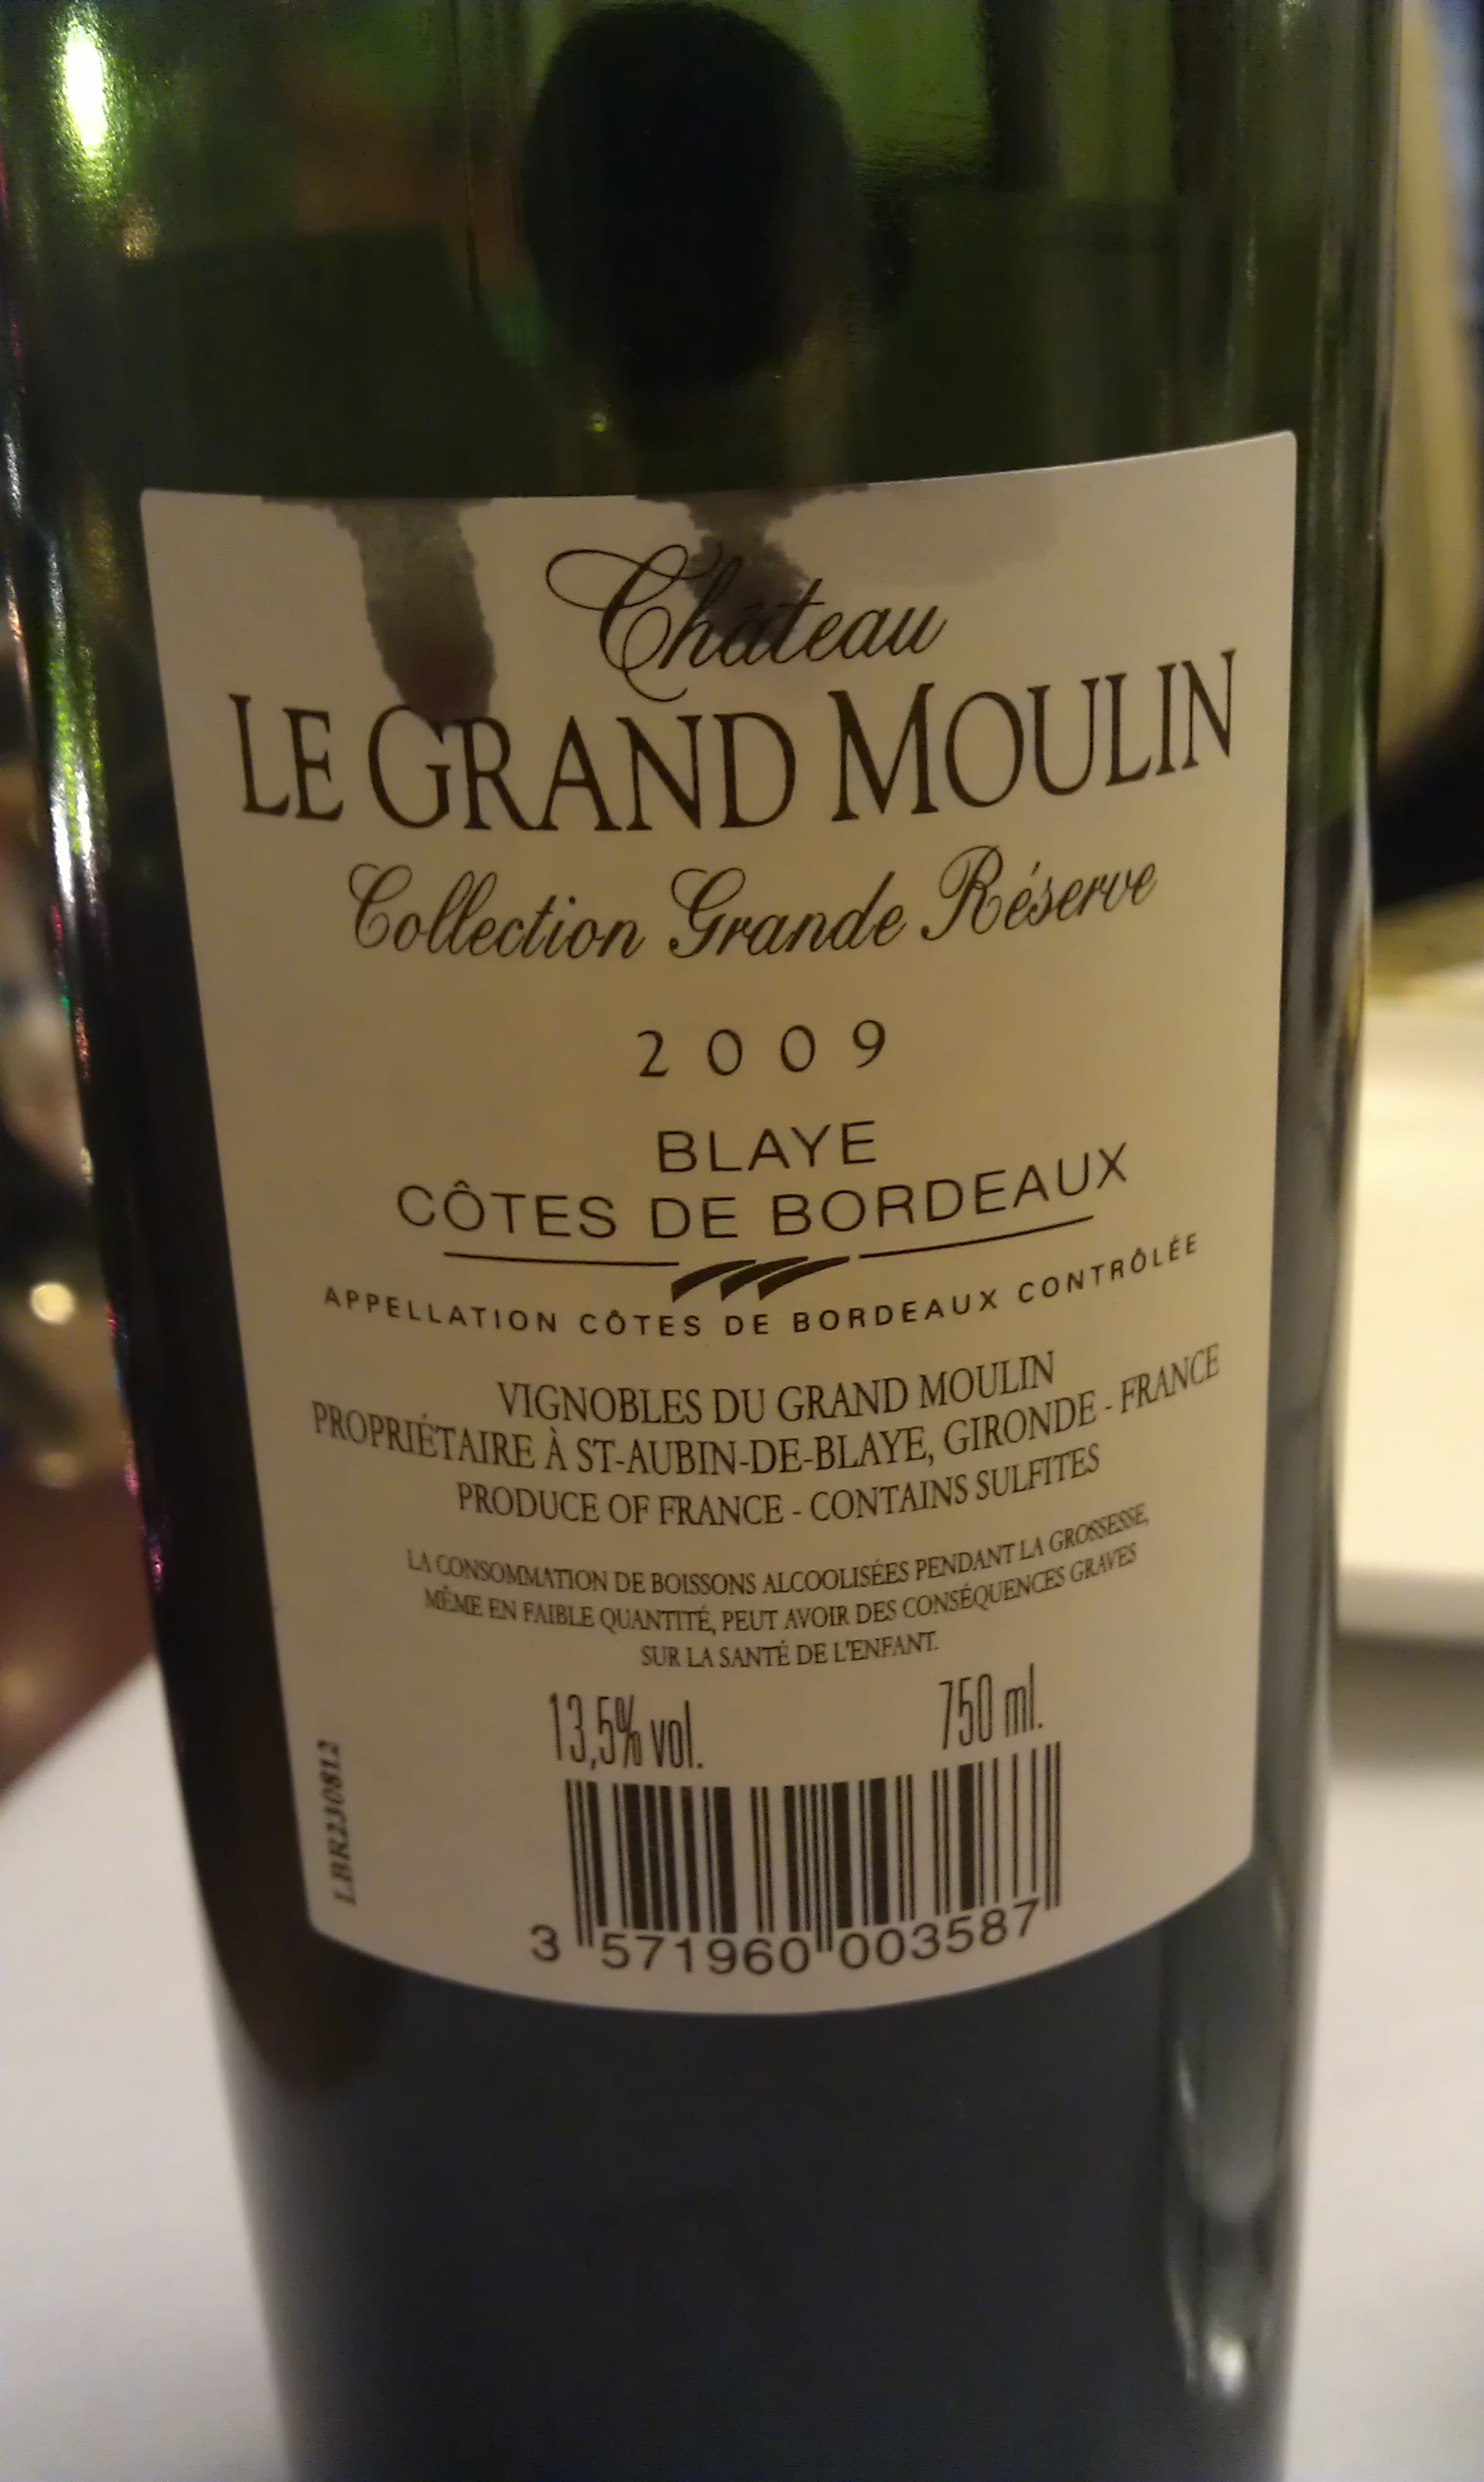 Château
LE GRAND MOULIN
Collection Grande Réserve
2009
BLAYE
CÔTES DE BORDEAUX
APPELLATION CÔTES DE BORDEAUX CONTRÔLÉE
VIGNOBLES DU GRAND MOULIN
PROPRIÉTAIRE À ST-AUBIN-DE-BLAYE, GIRONDE - FRANCE
PRODUCE OF FRANCE - CONTAINS SULFITES
LA CONSOMMATION DE BOISSONS ALCOOLISÉES PENDANT LA GROSSESSE,
MÊME EN FAIBLE QUANTITÉ, PEUT AVOIR DES CONSÉQUENCES GRAVES
SUR LA SANTÉ DE L'ENFANT.
13,5% vol. 750 ml.
LBR230812
3 571960 003587